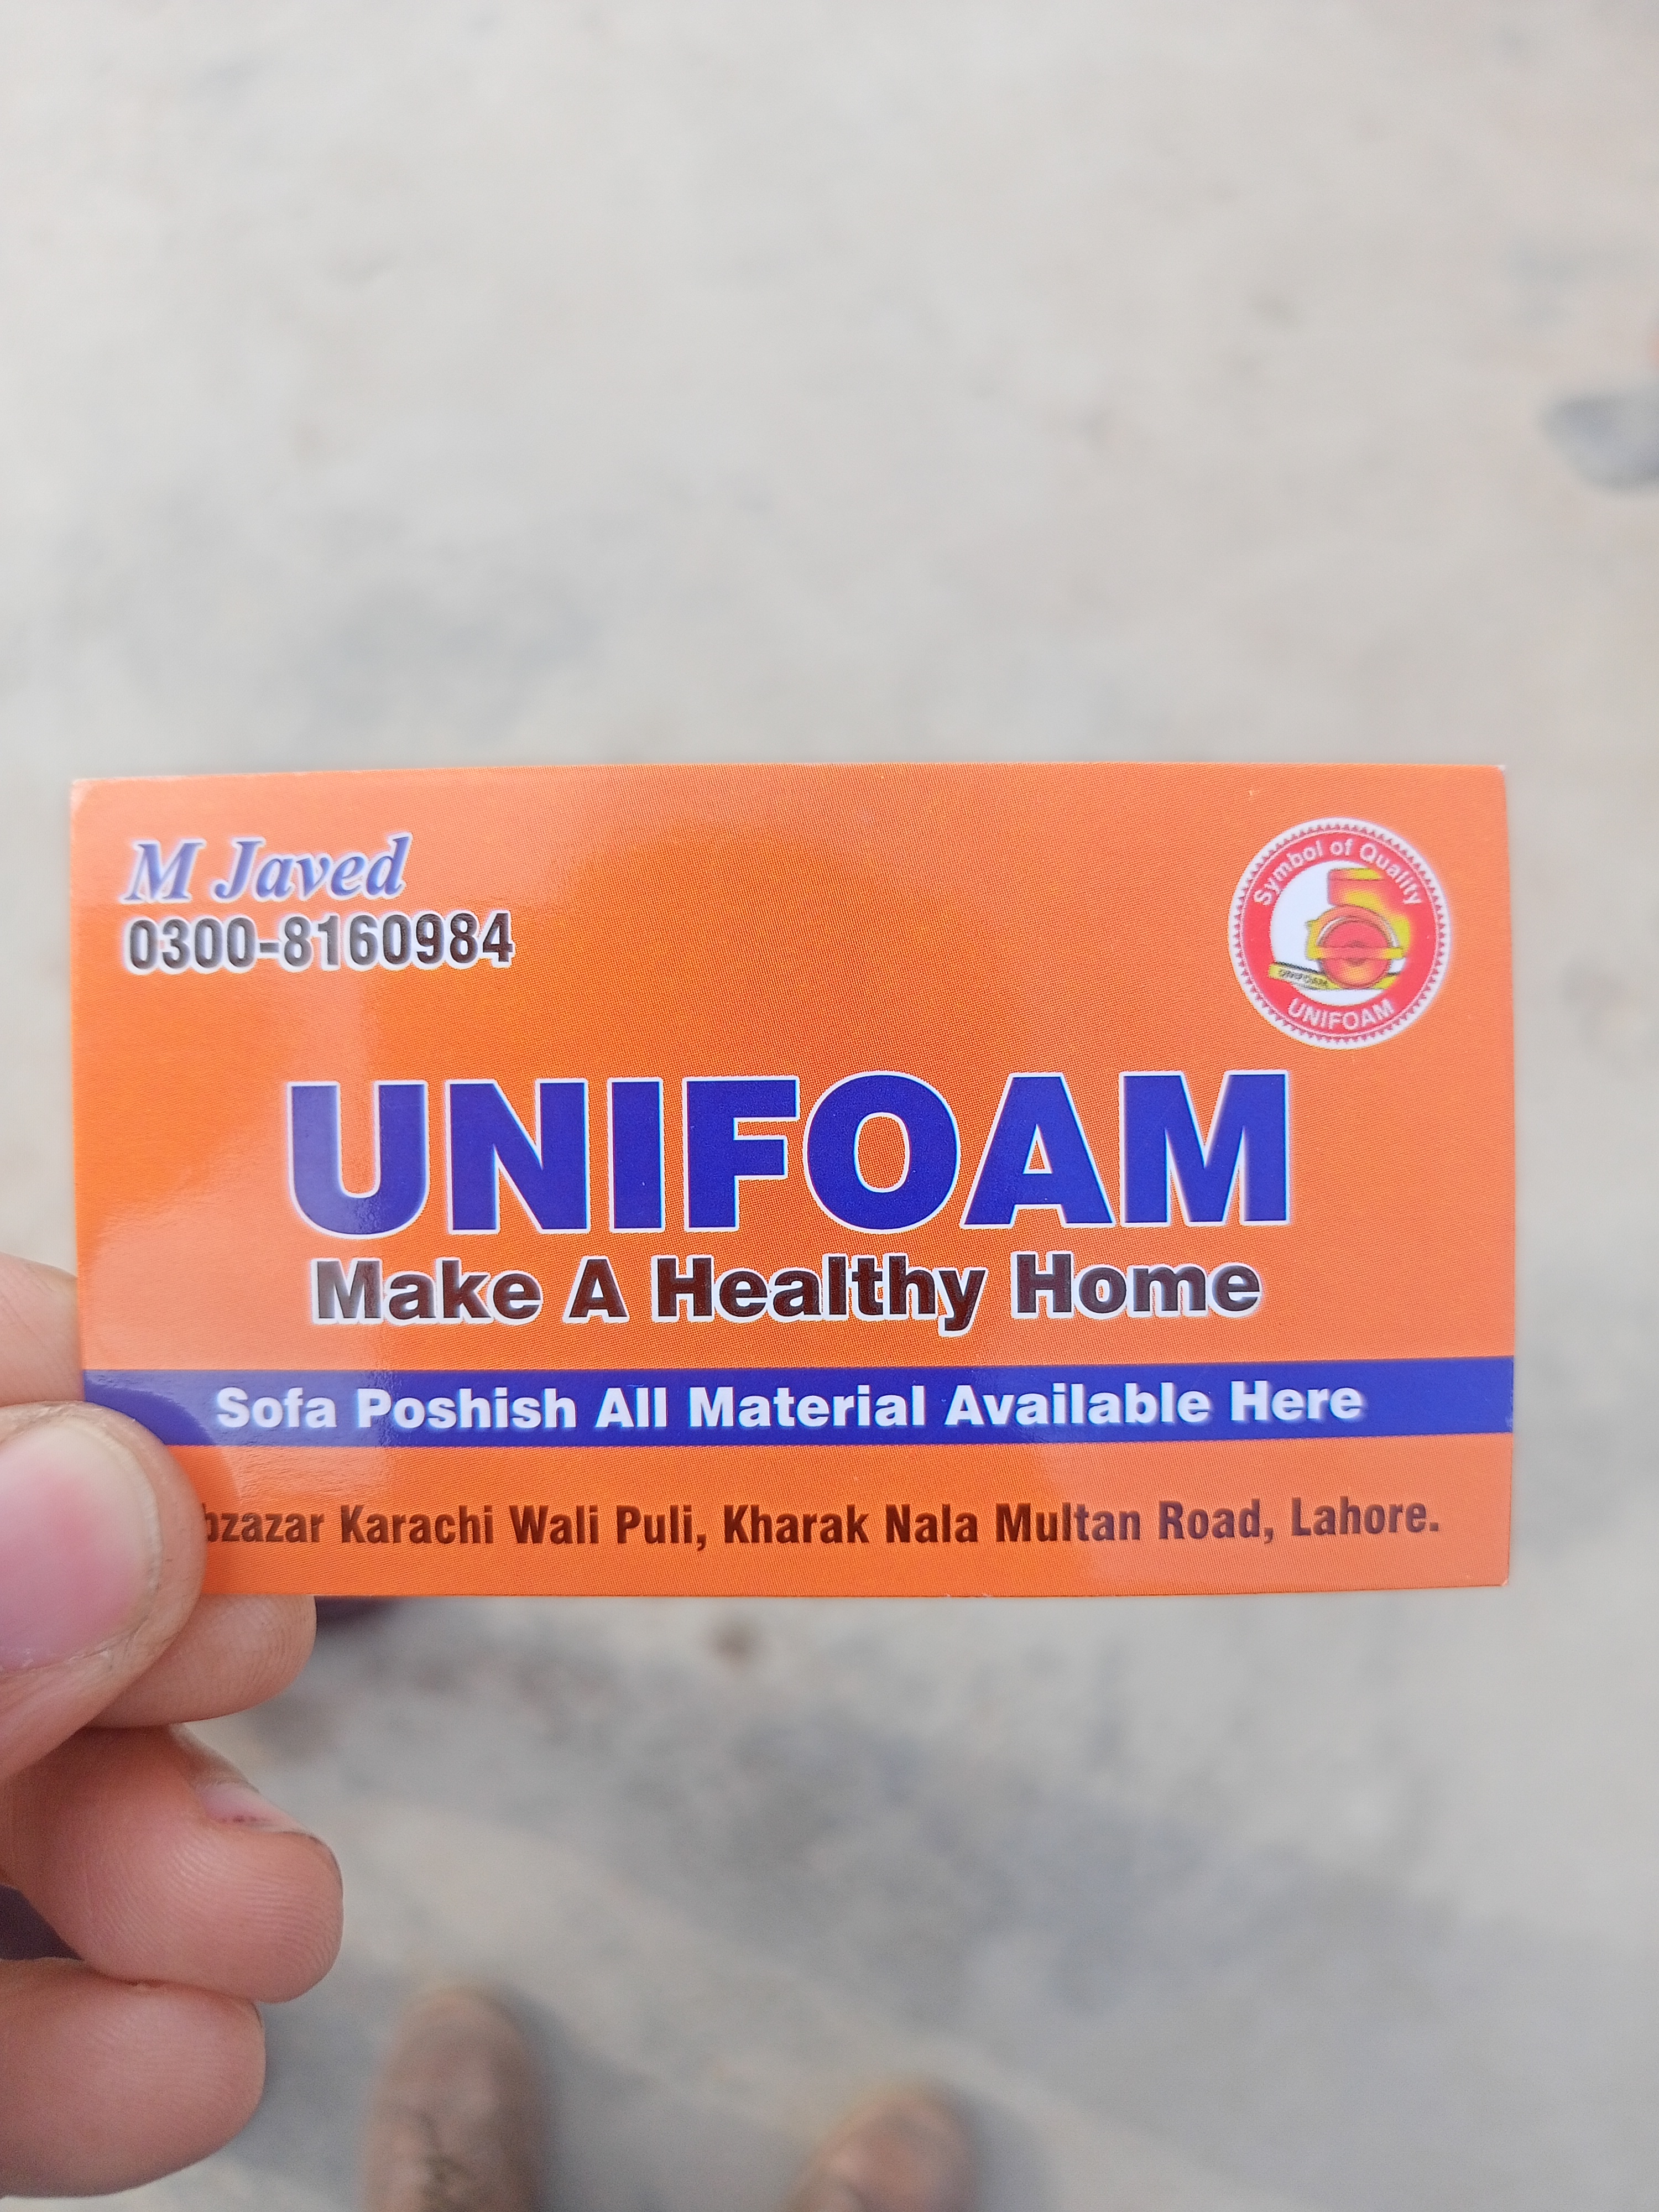 M Javed
0300-8160984
Symbol of Quality
UNIFOAM
UNIFOAM
UNIFOAM
Make A Healthy Home
Sofa Poshish All Material Available Here
Karachi Wali Puli, Kharak Nala Multan Road, Lahore.